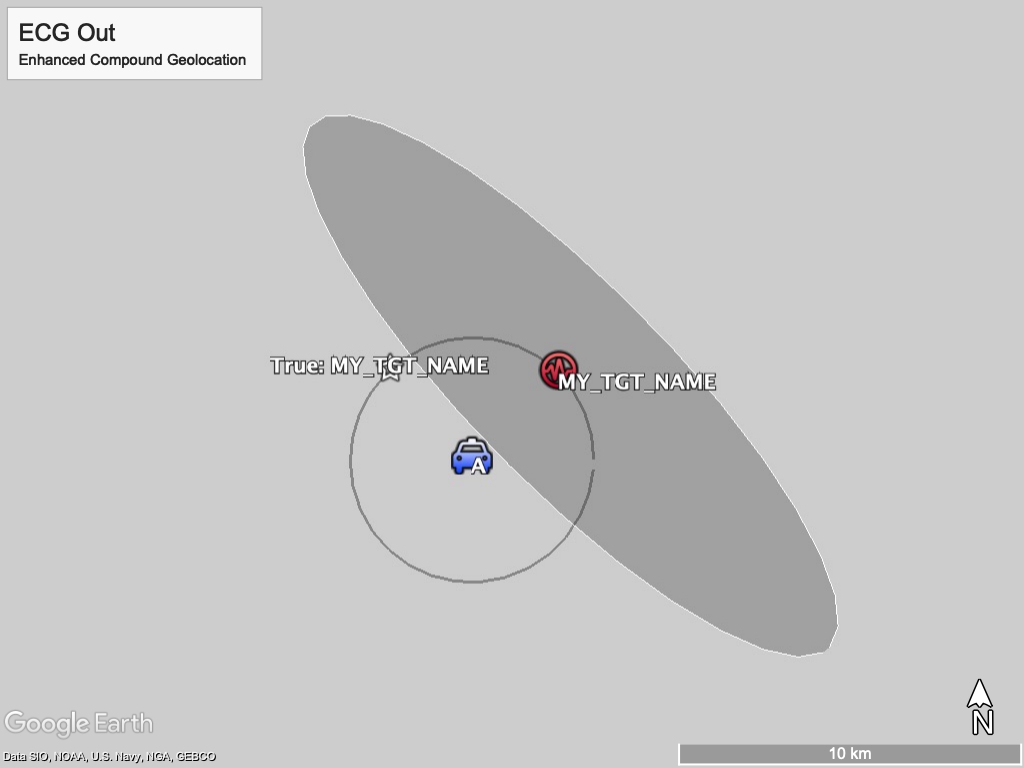 ECG Out
Enhanced Compound Geolocation
True: MY_TGT_NAME
MY_TGT_NAME
A
Google Earth
N
Data SIO, NOAA, U.S. Navy, NGA, GEBCO
10 km